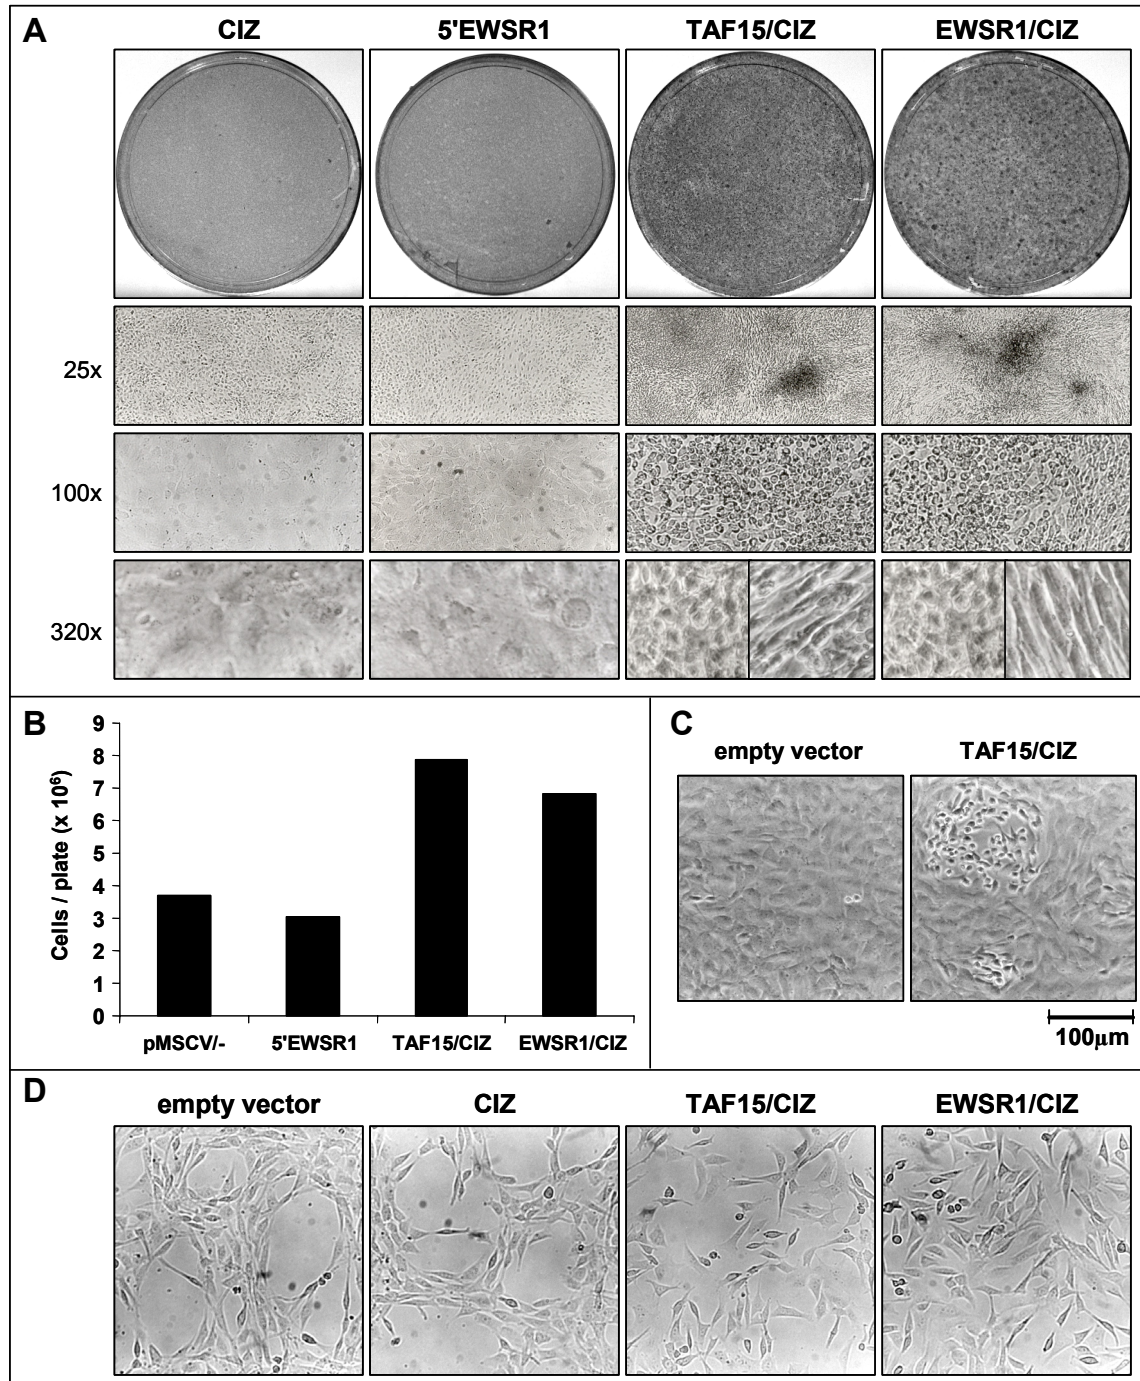 A
CIZ 5'EWSR1 TAF15/CIZ EWSR1/CIZ
25x
100x
320x
B
9
8
7
6
5
4
3
2
1
0
Cells / plate (x 10⁶)
pMSCV/- 5'EWSR1 TAF15/CIZ EWSR1/CIZ
C
empty vector TAF15/CIZ
100µm
D
empty vector CIZ TAF15/CIZ EWSR1/CIZ